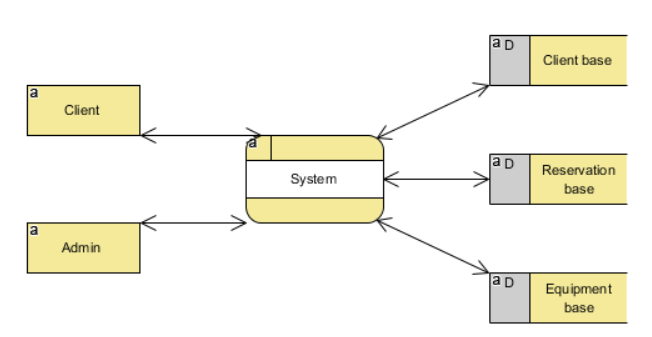 a
Client
a
Admin
a
System
a D
Client base
a D
Reservation
base
a D
Equipment
base